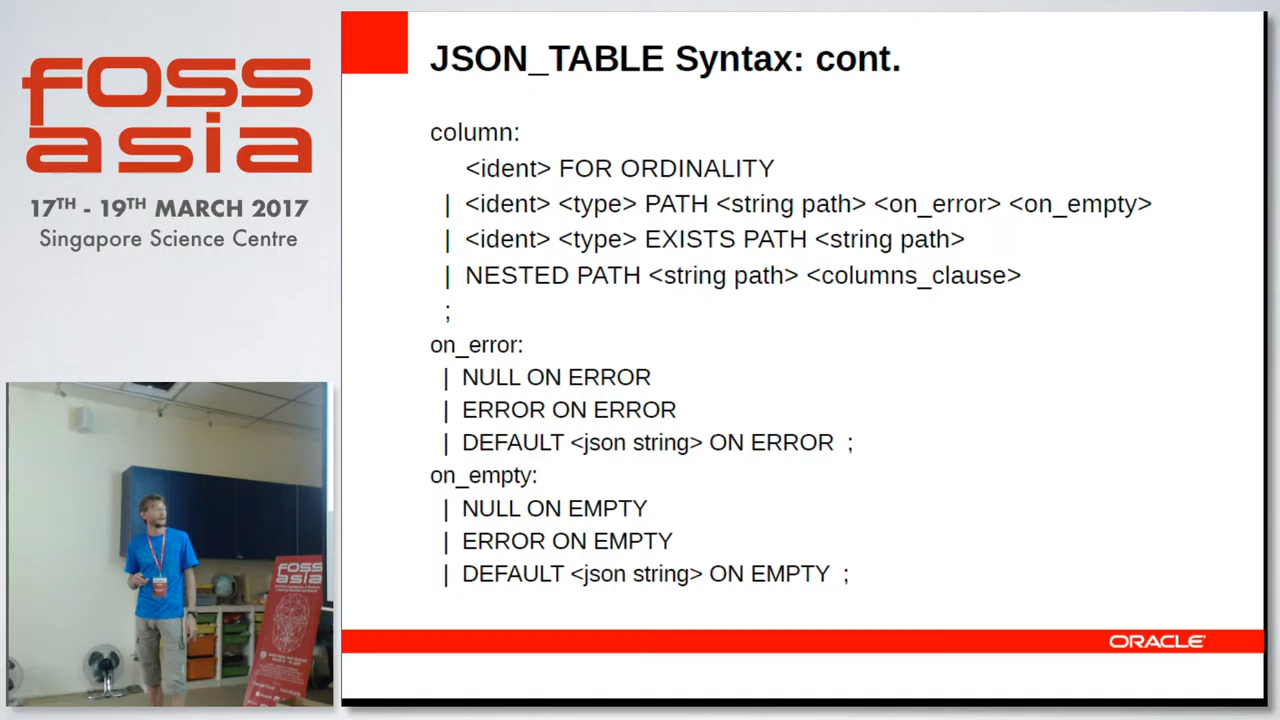 foss
asia
17TH - 19TH MARCH 2017
Singapore Science Centre
JSON_TABLE Syntax: cont.
column:
<ident> FOR ORDINALITY
| <ident> <type> PATH <string path> <on_error> <on_empty>
| <ident> <type> EXISTS PATH <string path>
| NESTED PATH <string path> <columns_clause>
;
on_error:
| NULL ON ERROR
| ERROR ON ERROR
| DEFAULT <json string> ON ERROR ;
on_empty:
| NULL ON EMPTY
| ERROR ON EMPTY
| DEFAULT <json string> ON EMPTY ;
ORACLE
foss
asia